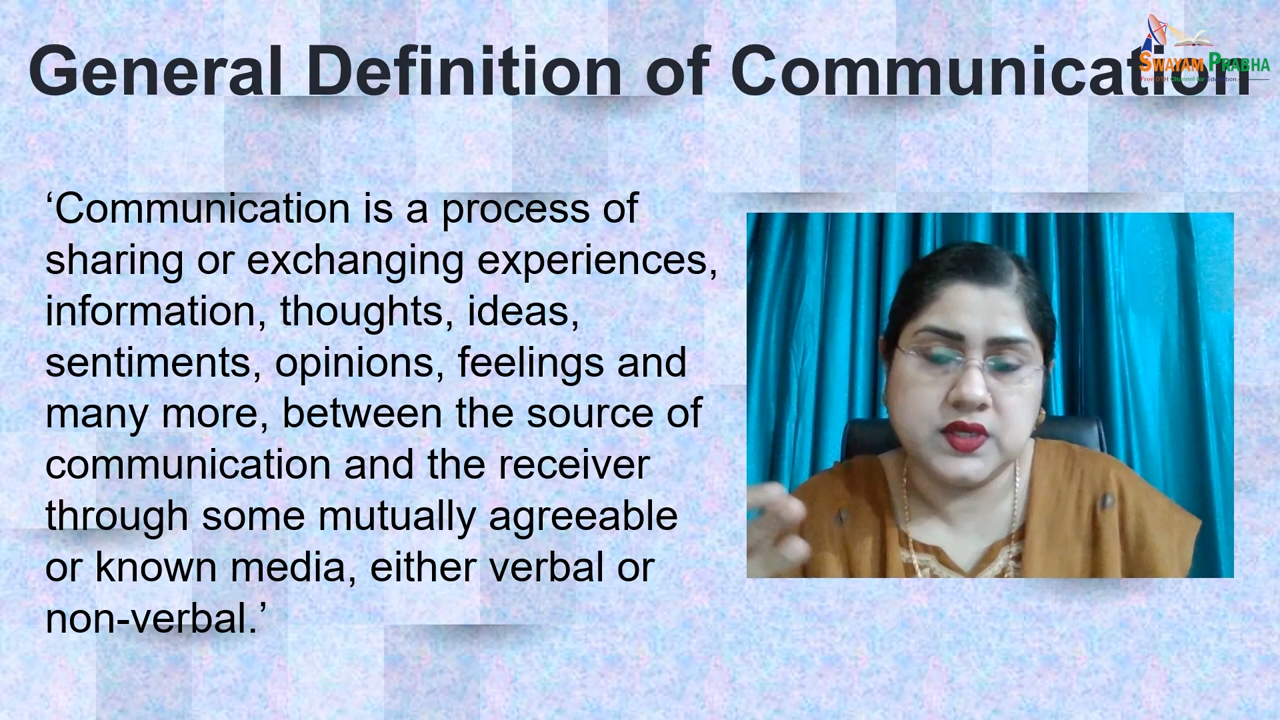 General Definition of Communication
SWAYAM PRABHA
‘Communication is a process of
sharing or exchanging experiences,
information, thoughts, ideas,
sentiments, opinions, feelings and
many more, between the source of
communication and the receiver
through some mutually agreeable
or known media, either verbal or
non-verbal.’